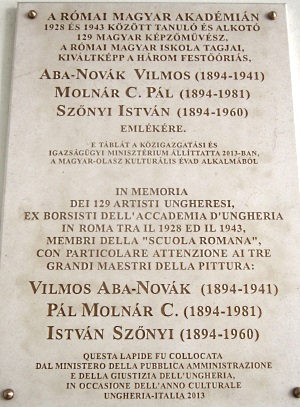 A RÓMAI MAGYAR AKADÉMIÁN
1928 ÉS 1943 KÖZÖTT TANULÓ ÉS ALKOTÓ
129 MAGYAR KÉPZŐMŰVÉSZ,
A RÓMAI MAGYAR ISKOLA TAGJAI,
KIVÁLTKÉPP A HÁROM FESTŐÓRIÁS,
ABA-NOVÁK VILMOS (1894-1941)
MOLNÁR C. PÁL (1894-1981)
SZŐNYI ISTVÁN (1894-1960)
EMLÉKÉRE.
E TÁBLÁT A KÖZIGAZGATÁSI ÉS
IGAZSÁGÜGYI MINISZTÉRIUM ÁLLÍTTATTA 2013-BAN,
A MAGYAR-OLASZ KULTURÁLIS ÉVAD ALKALMÁBÓL
IN MEMORIA
DEI 129 ARTISTI UNGHERESI,
EX BORSISTI DELL'ACCADEMIA D'UNGHERIA
IN ROMA TRA IL 1928 ED IL 1943,
MEMBRI DELLA "SCUOLA ROMANA",
CON PARTICOLARE ATTENZIONE AI TRE
GRANDI MAESTRI DELLA PITTURA:
VILMOS ABA-NOVÁK (1894-1941)
PÁL MOLNÁR C. (1894-1981)
ISTVÁN SZŐNYI (1894-1960)
QUESTA LAPIDE FU COLLOCATA
DAL MINISTERO DELLA PUBBLICA AMMINISTRAZIONE
E DELLA GIUSTIZIA DELL'UNGHERIA,
IN OCCASIONE DELL'ANNO CULTURALE
UNGHERIA-ITALIA 2013